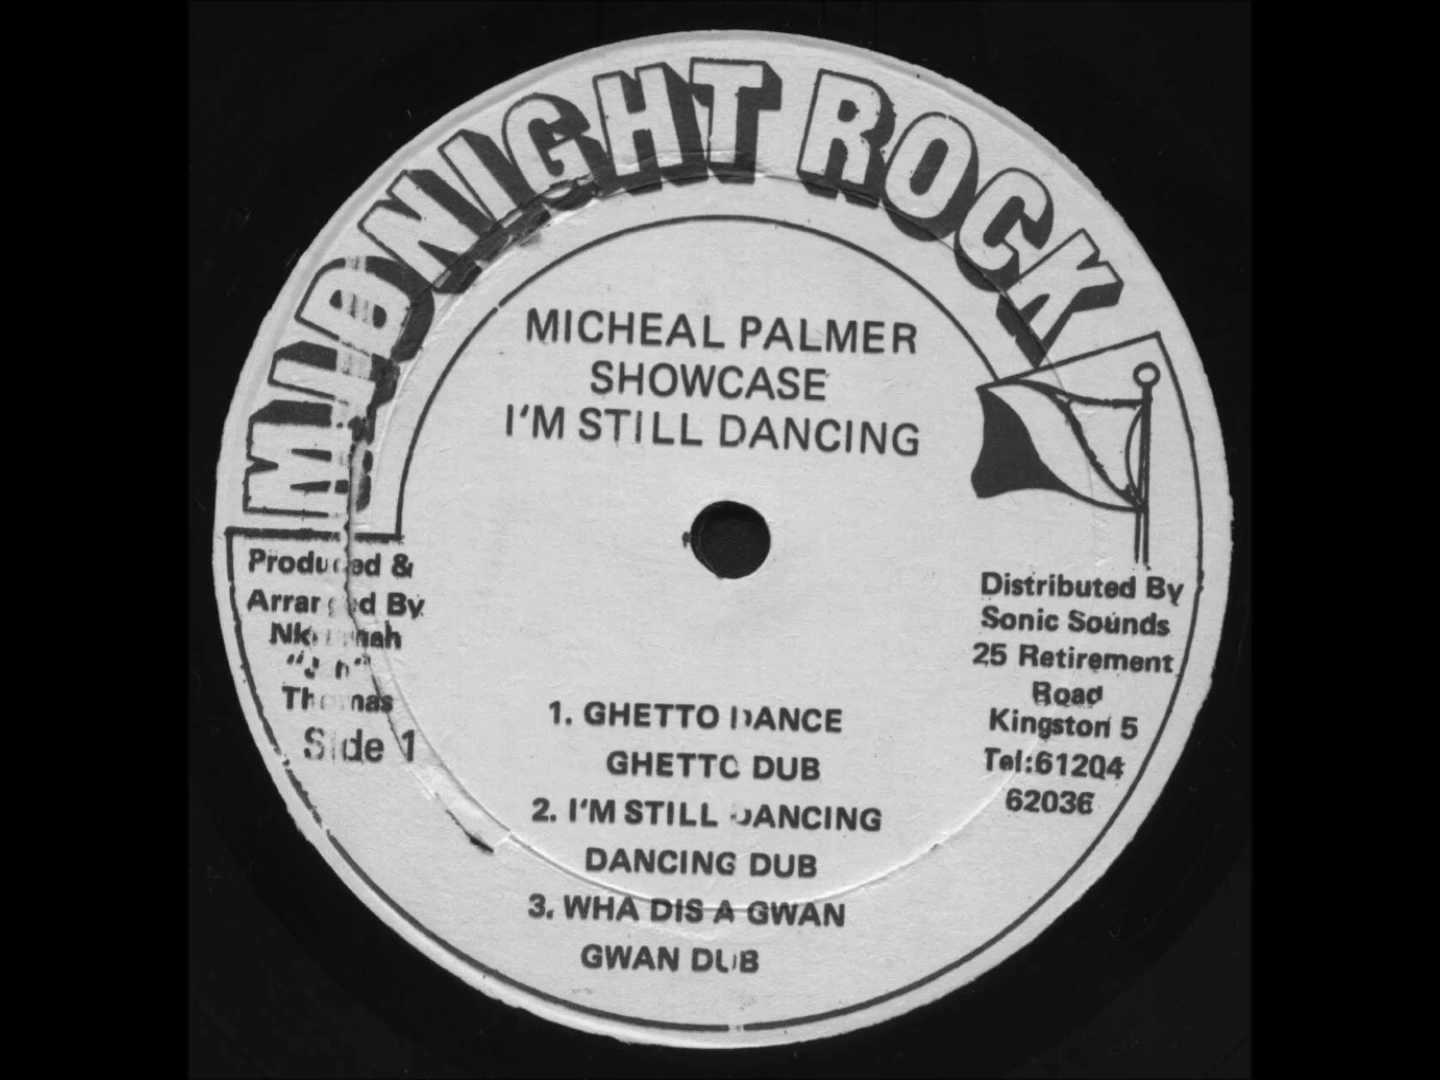 MIDNIGHT ROCK
MICHEAL PALMER
SHOWCASE
I'M STILL DANCING
Produced &
Arranged By
Thomas
Side 1
Distributed By
Sonic Sounds
25 Retirement
Road
Kingston 5
Tel:61204
62036
1. GHETTO DANCE
GHETTO DUB
2. I'M STILL DANCING
DANCING DUB
3. WHA DIS A GWAN
GWAN DUB